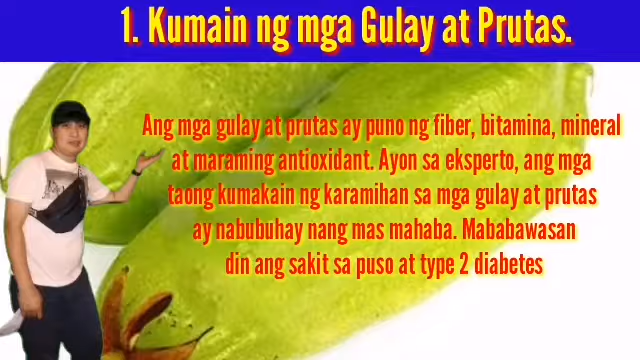 1. Kumain ng mga Gulay at Prutas.
Ang mga gulay at prutas ay puno ng fiber, bitamina, mineral
at maraming antioxidant. Ayon sa eksperto, ang mga
taong kumakain ng karamihan sa mga gulay at prutas
ay nabubuhay nang mas mahaba. Mababawasan
din ang sakit sa puso at type 2 diabetes